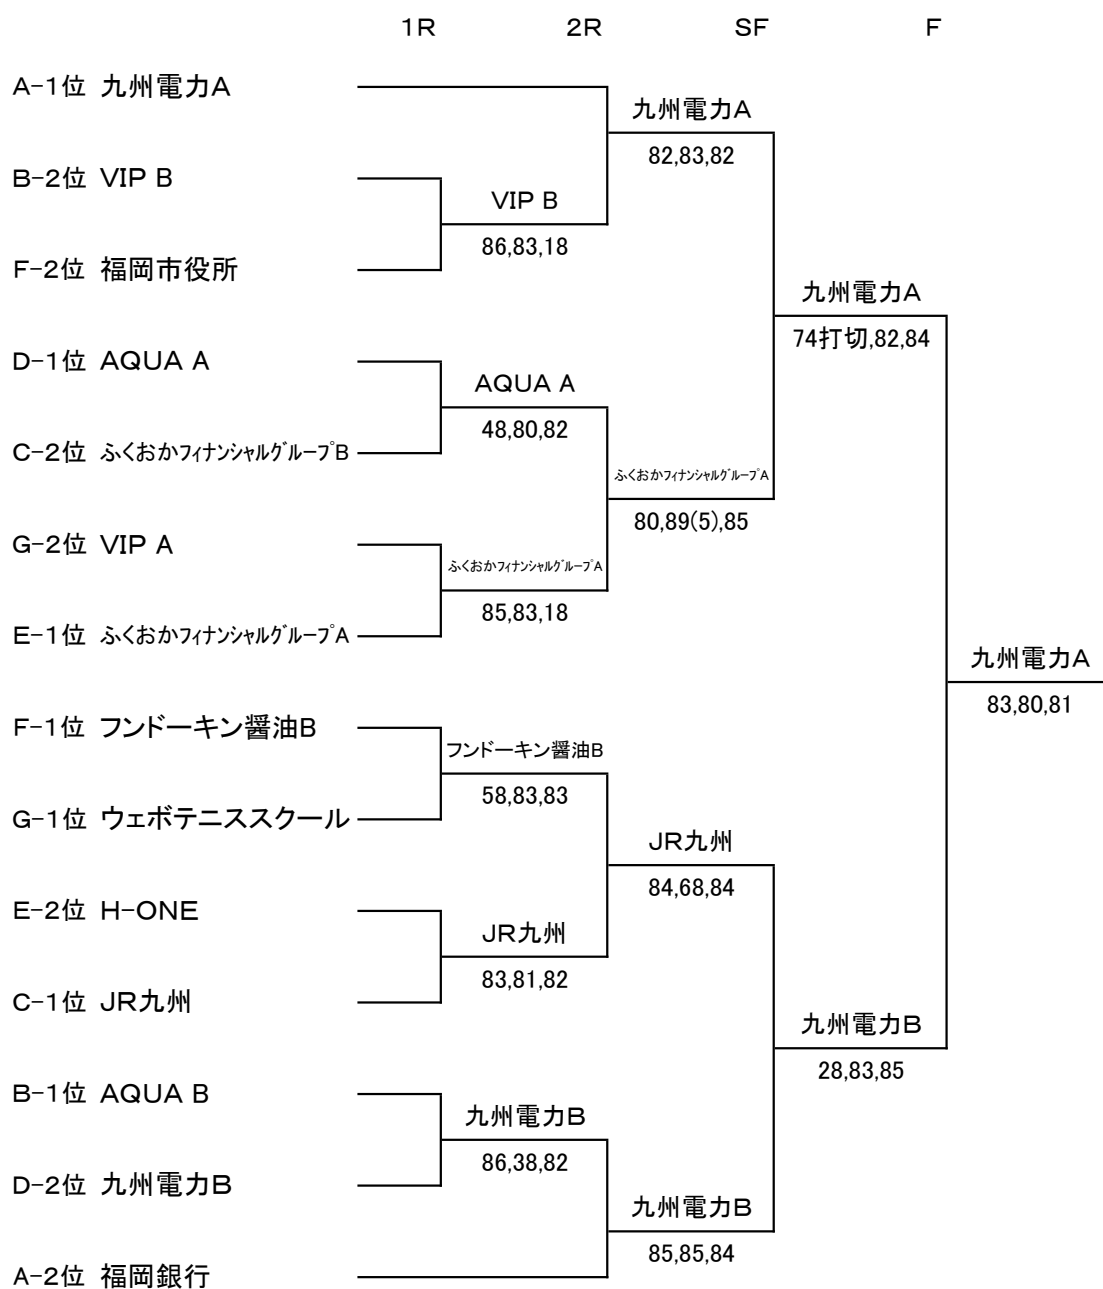 1R 2R SF F
A-1位 九州電力A
九州電力A
82,83,82
B-2位 VIP B
VIP B
86,83,18
F-2位 福岡市役所
九州電力A
74打切,82,84
D-1位 AQUA A
AQUA A
48,80,82
C-2位 ふくおかフィナンシャルグループB
ふくおかフィナンシャルグループA
80,89(5),85
G-2位 VIP A
ふくおかフィナンシャルグループA
85,83,18
E-1位 ふくおかフィナンシャルグループA
九州電力A
83,80,81
F-1位 フンドーキン醤油B
フンドーキン醤油B
58,83,83
G-1位 ウェボテニススクール
JR九州
84,68,84
E-2位 H-ONE
JR九州
83,81,82
C-1位 JR九州
九州電力B
28,83,85
B-1位 AQUA B
九州電力B
86,38,82
D-2位 九州電力B
九州電力B
85,85,84
A-2位 福岡銀行